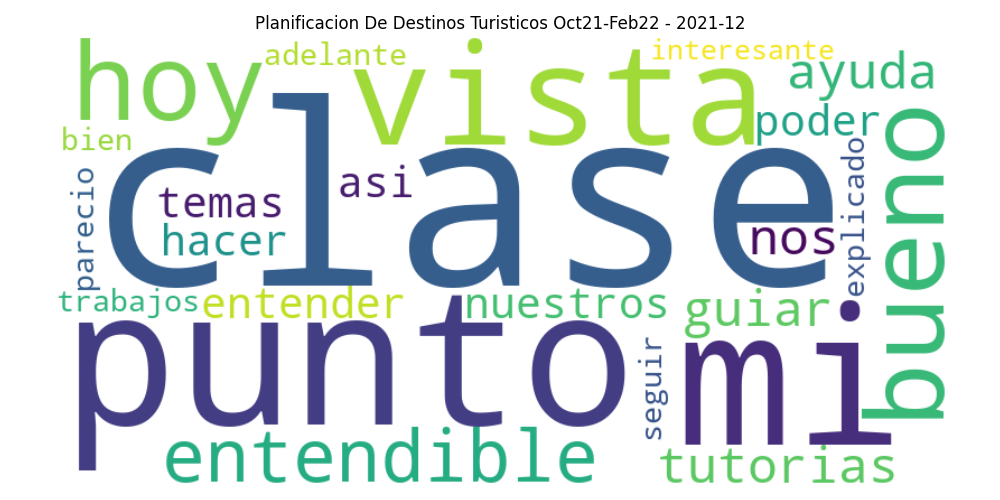 Planificacion De Destinos Turisticos Oct21-Feb22 - 2021-12
hoy
adelante
vista
interesante
ayuda
bien
poder
clase
bueno
parecio
temas
asi
hacer
nos
explicado
trabajos
entender
nuestros
guiar
punto
mi
seguir
entendible
tutorias